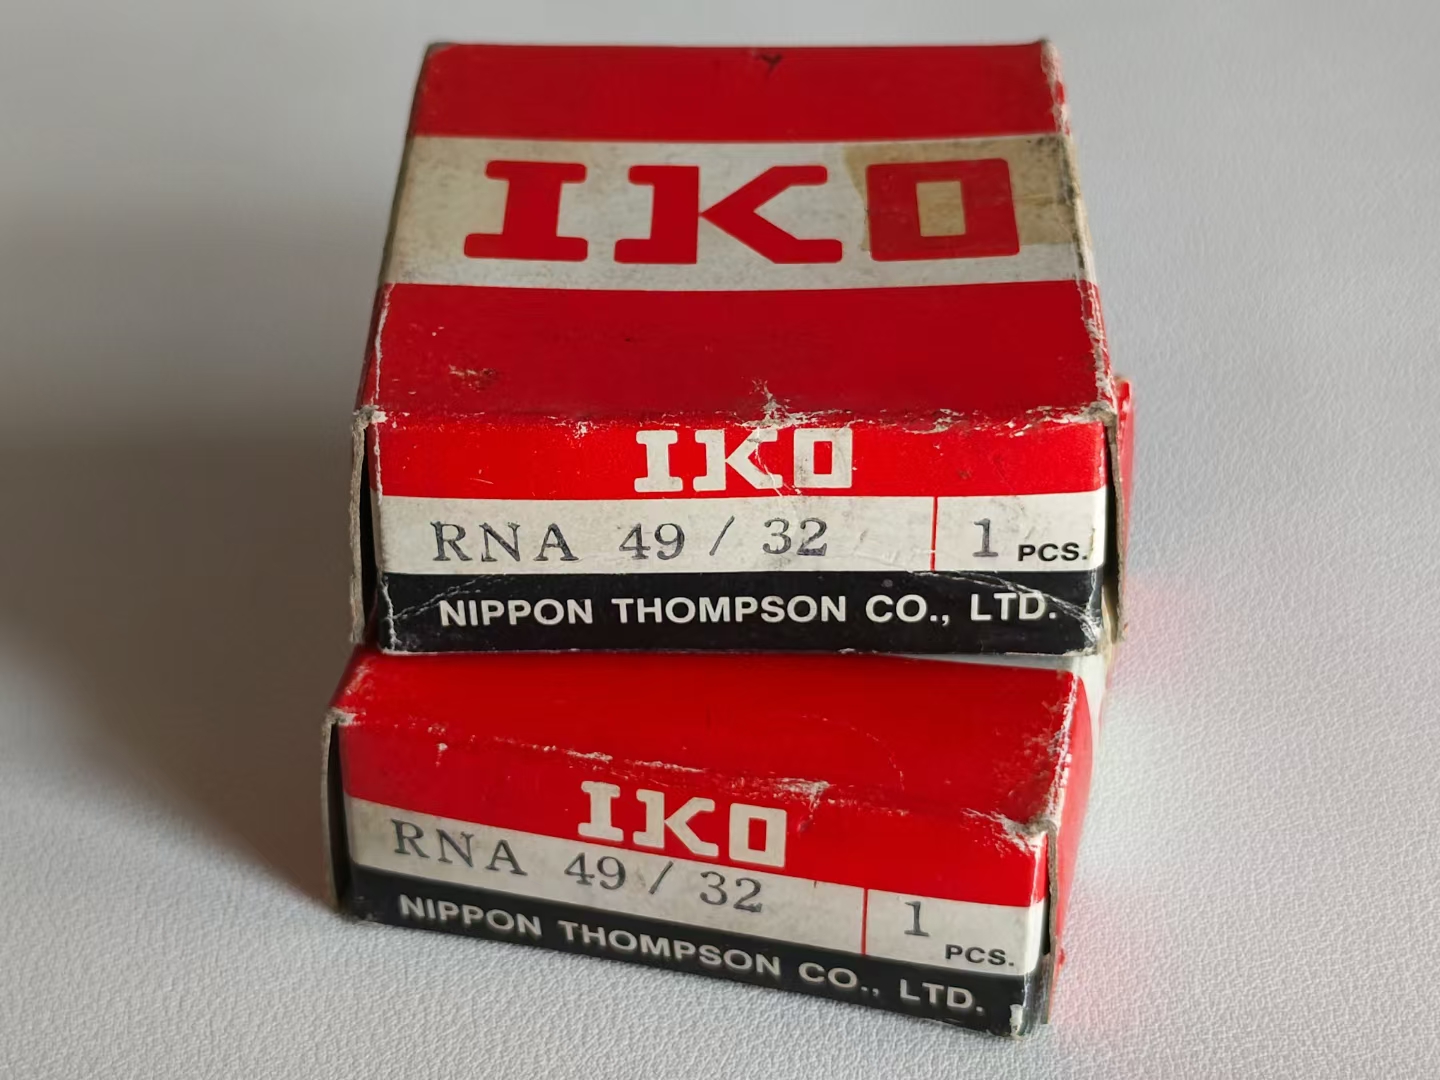 IKO
IKO
RNA 49 / 32 1 PCS.
NIPPON THOMPSON CO., LTD.
IKO
RNA 49 / 32 1 PCS.
NIPPON THOMPSON CO., LTD.